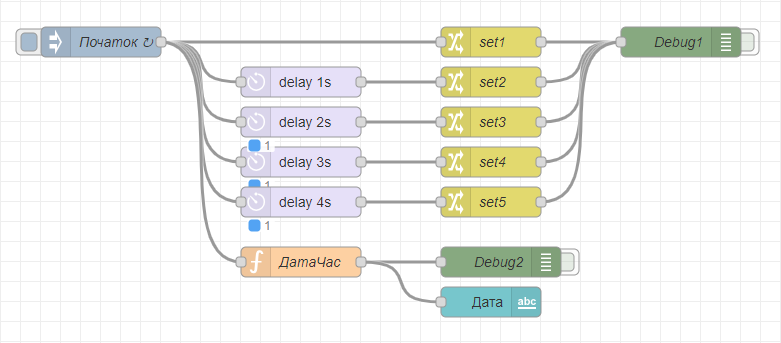 Початок ↻
set1
Debug1
delay 1s
set2
delay 2s
set3
1
delay 3s
set4
1
delay 4s
set5
1
ДатаЧас
Debug2
Дата
abc